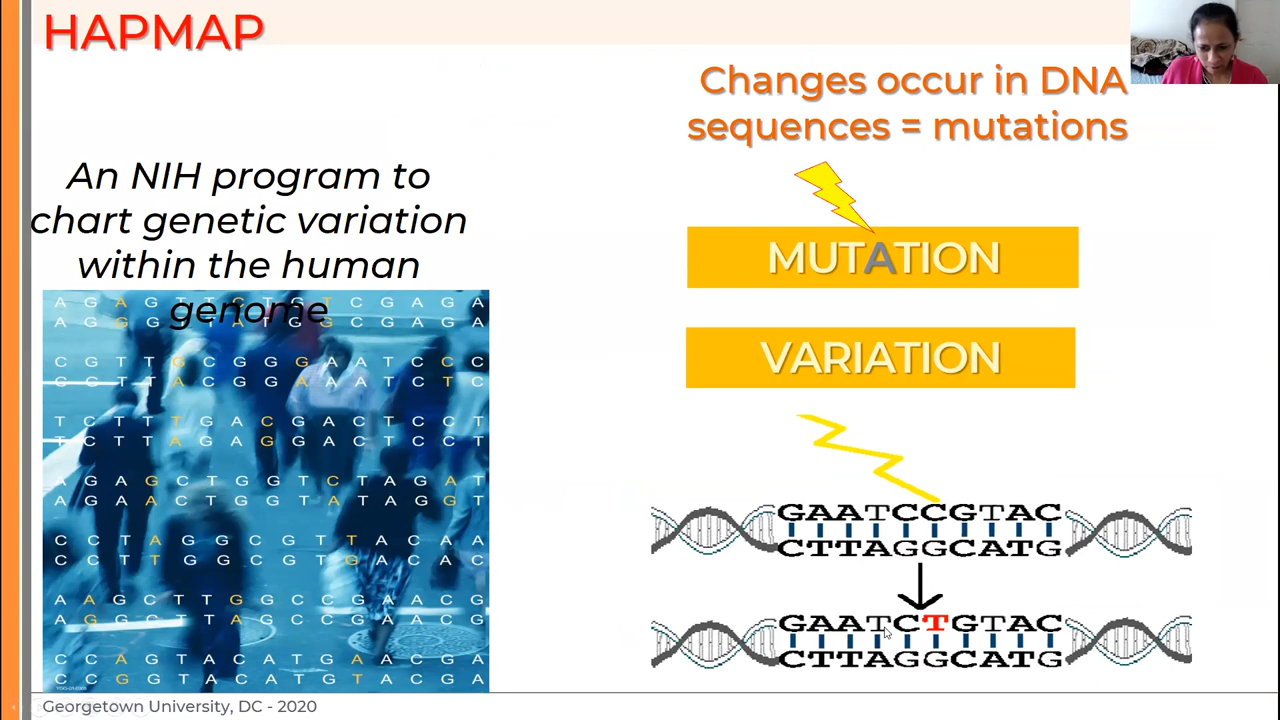 HAPMAP
Changes occur in DNA
sequences = mutations
An NIH program to
chart genetic variation
within the human
genome
MUTATION
VARIATION
A G A G T T C T G T C G A G A
A G G G T T A T G G C G A G A
C G T T G C G G G A A T C C C
C C T T A C G G A A A T C T C
T C T T T G A C G A C T C C T
T C T T A G A G G A C T C C T
A G A G C T G G T C T A G A T
A G A A C T G G T A T A G G T
C C T A G G C G T T A C A A
C C T T G G C G T G A C A C
A A G C T T G G C C G A A C G
A G G C T T A G C C G A A C G
C C A G T A C A T G A A C G A
C C G G T A C A T G T A C G A
GAATCCGTAC
CTTAGGCATG
GAATCTGTAC
CTTAGGCATG
Georgetown University, DC - 2020